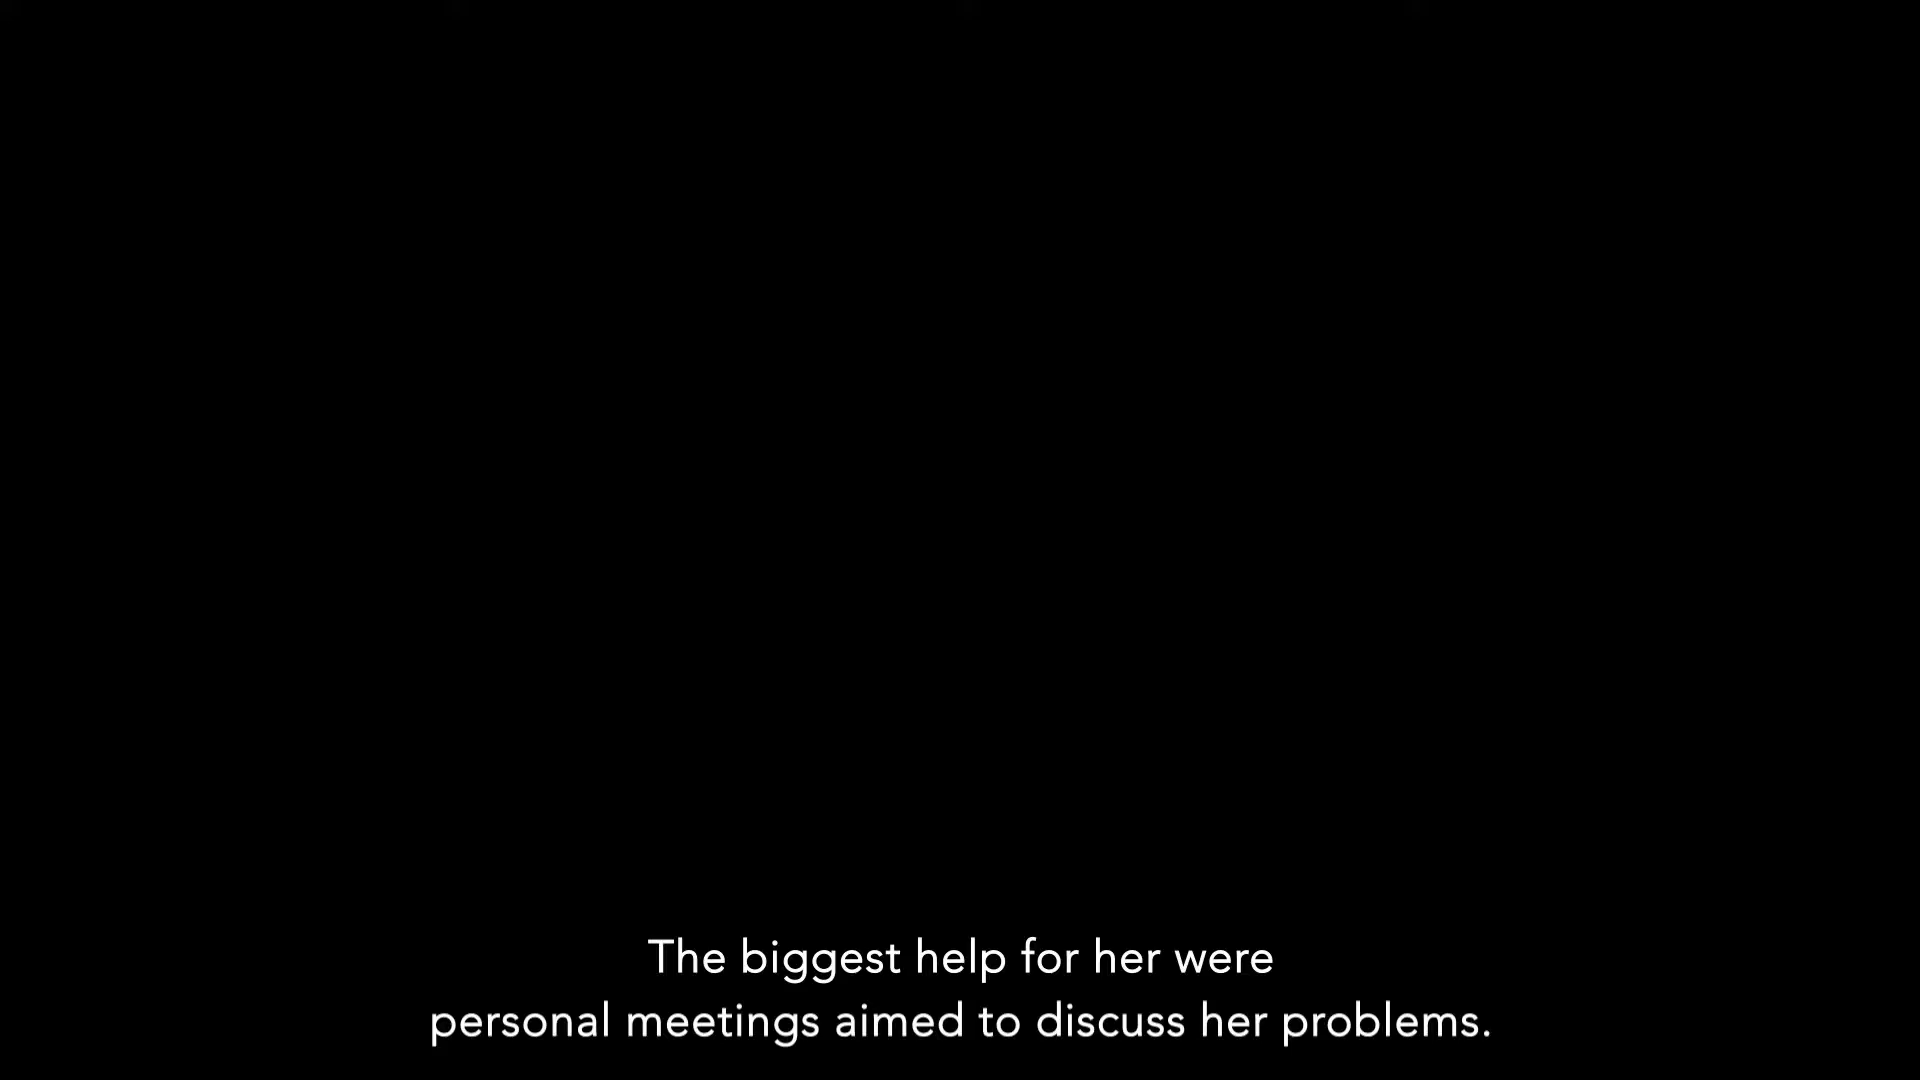 The biggest help for her were
personal meetings aimed to discuss her problems.